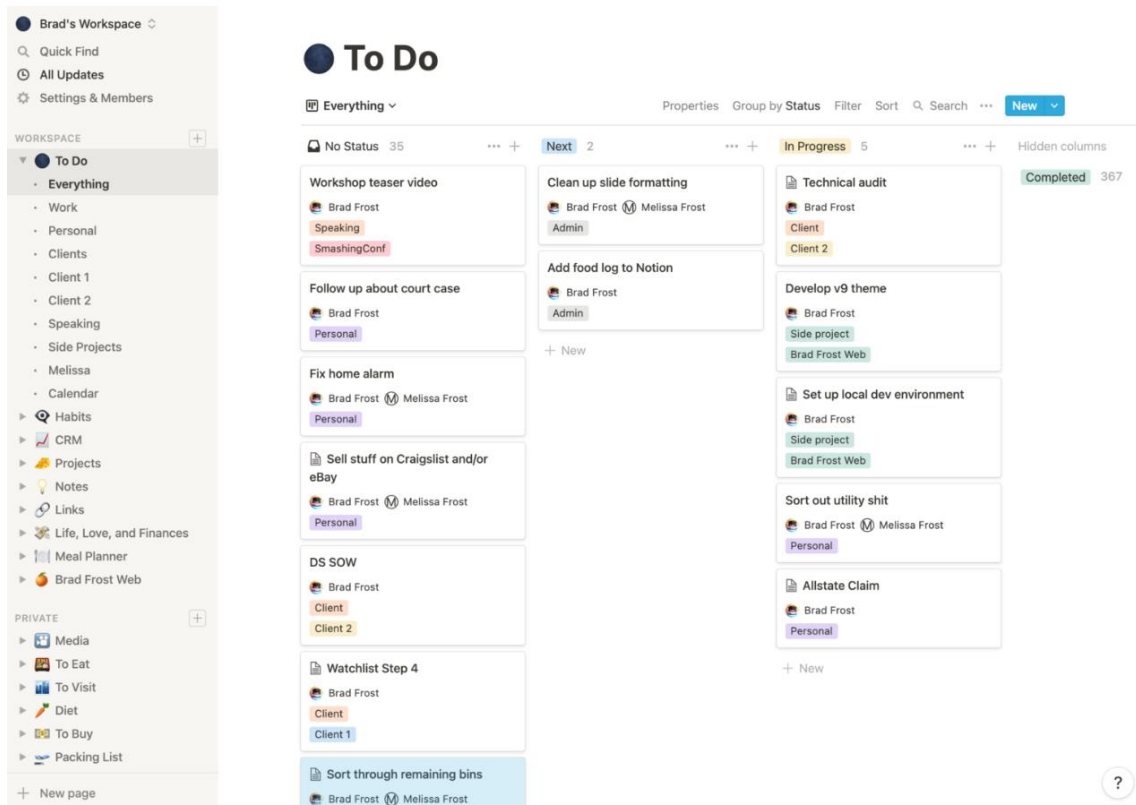 Brad's Workspace
Quick Find
All Updates
Settings & Members
WORKSPACE
To Do
Everything
Work
Personal
Clients
Client 1
Client 2
Speaking
Side Projects
Melissa
Calendar
Habits
CRM
Projects
Notes
Links
Life, Love, and Finances
Meal Planner
Brad Frost Web
PRIVATE
Media
To Eat
To Visit
Diet
To Buy
Packing List
New page
To Do
Everything
Properties Group by Status Filter Sort Search ... New
No Status 35 ... +
Workshop teaser video
Brad Frost
Speaking
SmashingConf
Follow up about court case
Brad Frost
Personal
Fix home alarm
Brad Frost M Melissa Frost
Personal
Sell stuff on Craigslist and/or
eBay
Brad Frost M Melissa Frost
Personal
DS SOW
Brad Frost
Client
Client 2
Watchlist Step 4
Brad Frost
Client
Client 1
Sort through remaining bins
Brad Frost M Melissa Frost
Next 2 ... +
Clean up slide formatting
Brad Frost M Melissa Frost
Admin
Add food log to Notion
Brad Frost
Admin
+ New
In Progress 5 ... +
Technical audit
Brad Frost
Client
Client 2
Develop v9 theme
Brad Frost
Side project
Brad Frost Web
Set up local dev environment
Brad Frost
Side project
Brad Frost Web
Sort out utility shit
Brad Frost M Melissa Frost
Personal
Allstate Claim
Brad Frost
Personal
+ New
Hidden columns
Completed 367
?